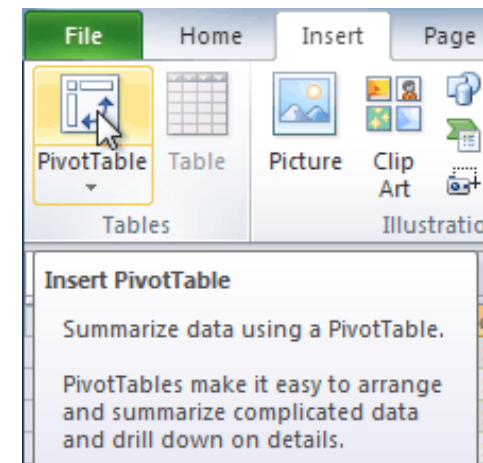 File Home Insert Page
PivotTable Table Picture Clip Art
Tables
Insert PivotTable
Summarize data using a PivotTable.
PivotTables make it easy to arrange
and summarize complicated data
and drill down on details.